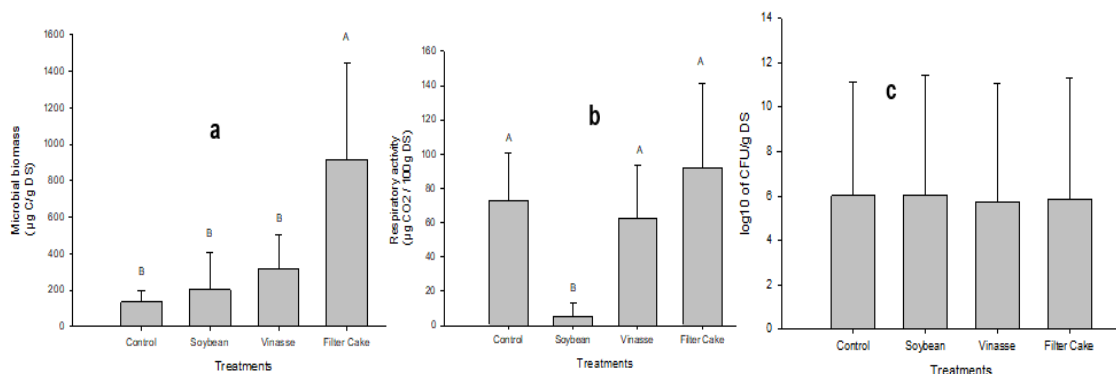 Microbial biomass
(µg C/g DS)
1600
1400
1200
1000
800
600
400
200
0
a
B
B
B
A
Control
Soybean
Vinasse
Filter Cake
Treatments
Respiratory activity
(µg CO2 / 100g DS)
160
140
120
100
80
60
40
20
0
b
A
B
A
A
Control
Soybean
Vinasse
Filter Cake
Treatments
log10 of CFU/g DS
14
12
10
8
6
4
2
0
c
Control
Soybean
Vinasse
Filter Cake
Treatments